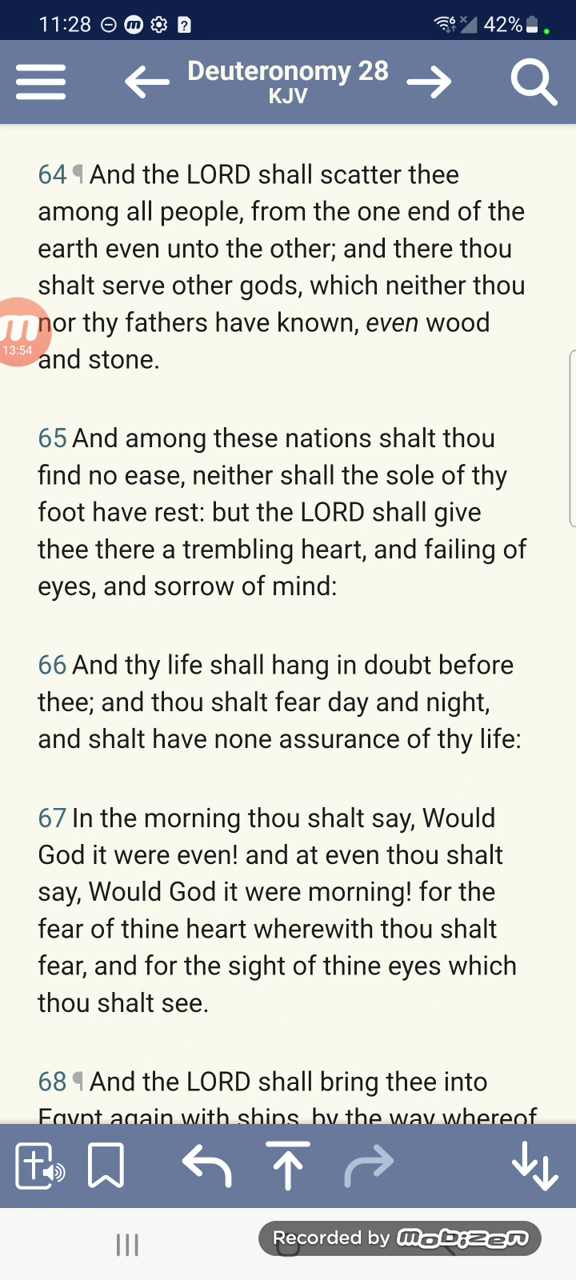 11:28 42%
Deuteronomy 28
KJV
64 ¶ And the LORD shall scatter thee
among all people, from the one end of the
earth even unto the other; and there thou
shalt serve other gods, which neither thou
nor thy fathers have known, even wood
13:54
and stone.
65 And among these nations shalt thou
find no ease, neither shall the sole of thy
foot have rest: but the LORD shall give
thee there a trembling heart, and failing of
eyes, and sorrow of mind:
66 And thy life shall hang in doubt before
thee; and thou shalt fear day and night,
and shalt have none assurance of thy life:
67 In the morning thou shalt say, Would
God it were even! and at even thou shalt
say, Would God it were morning! for the
fear of thine heart wherewith thou shalt
fear, and for the sight of thine eyes which
thou shalt see.
68 ¶ And the LORD shall bring thee into
Egypt again with ships, by the way whereof
Recorded by mobizen